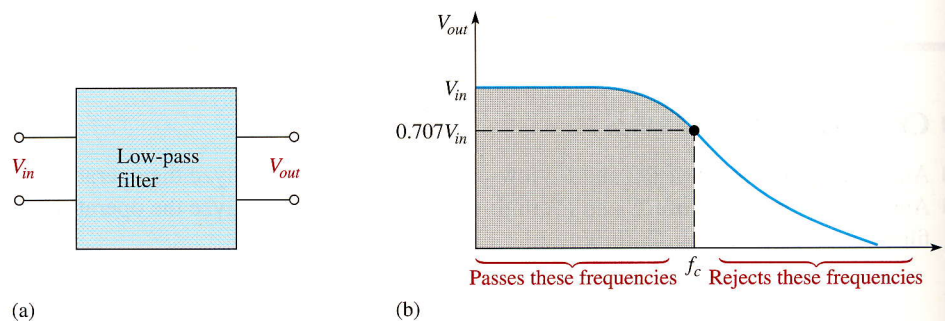 V_in
Low-pass
filter
V_out
(a)
V_out
V_in
0.707V_in
f_c
Passes these frequencies
Rejects these frequencies
(b)